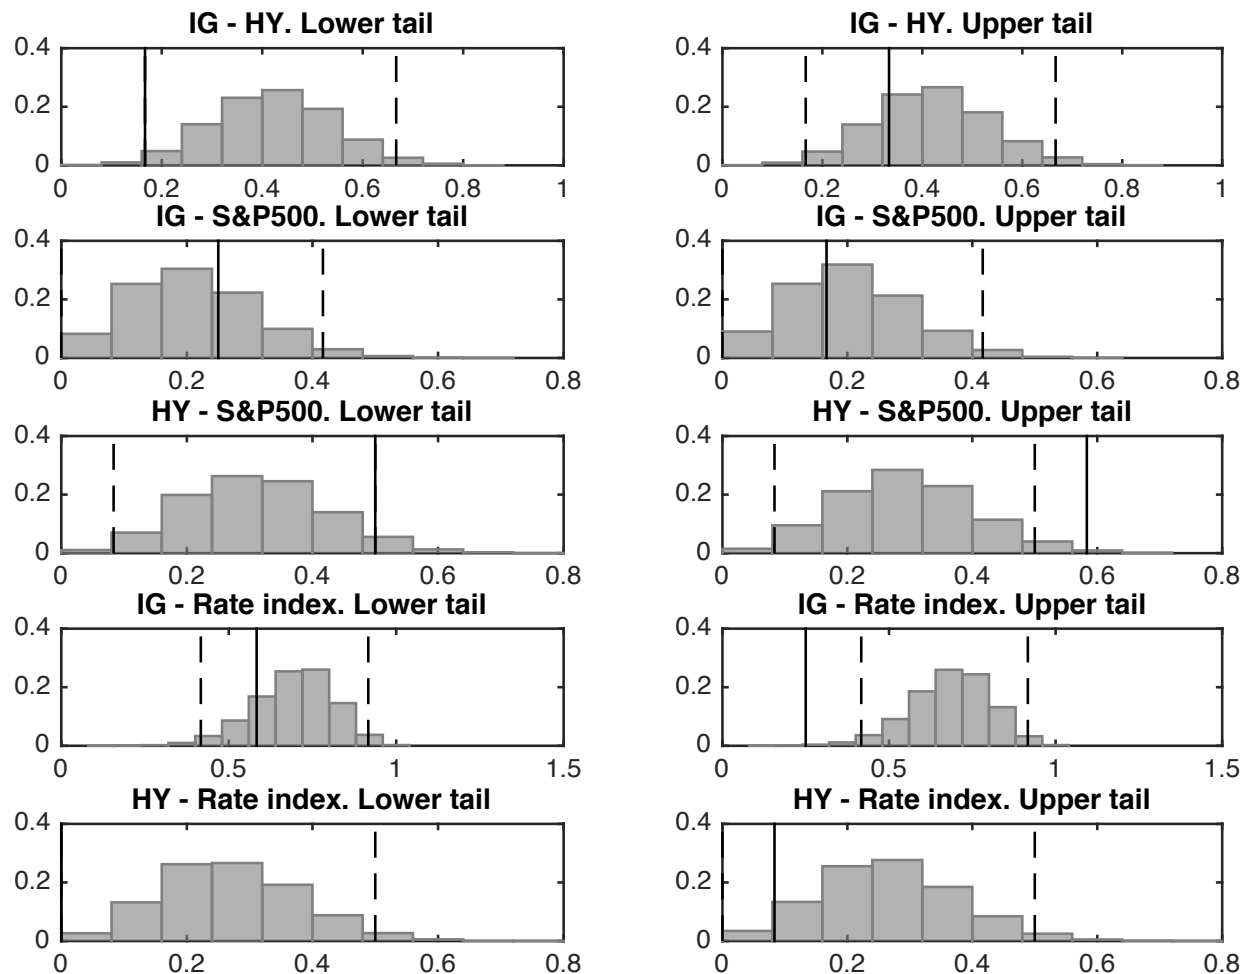 IG - HY. Lower tail
0.4
0.2
0
0 0.2 0.4 0.6 0.8 1
IG - HY. Upper tail
0.4
0.2
0
0 0.2 0.4 0.6 0.8 1
IG - S&P500. Lower tail
0.4
0.2
0
0 0.2 0.4 0.6 0.8
IG - S&P500. Upper tail
0.4
0.2
0
0 0.2 0.4 0.6 0.8
HY - S&P500. Lower tail
0.4
0.2
0
0 0.2 0.4 0.6 0.8
HY - S&P500. Upper tail
0.4
0.2
0
0 0.2 0.4 0.6 0.8
IG - Rate index. Lower tail
0.4
0.2
0
0 0.5 1 1.5
IG - Rate index. Upper tail
0.4
0.2
0
0 0.5 1 1.5
HY - Rate index. Lower tail
0.4
0.2
0
0 0.2 0.4 0.6 0.8
HY - Rate index. Upper tail
0.4
0.2
0
0 0.2 0.4 0.6 0.8